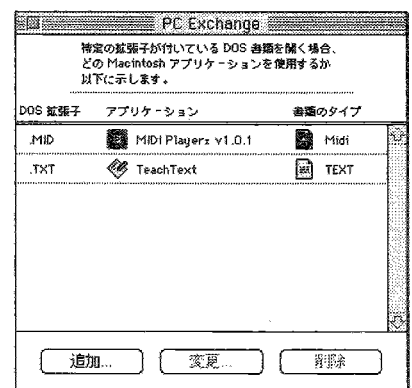 PC Exchange
特定の拡張子が付いている DOS 書類を開く場合、
どの Macintosh アプリケーションを使用するか
以下に示します。
DOS 拡張子 アプリケーション 書類のタイプ
.MID MIDI Player: v1.0.1 Midi
.TXT TeachText TEXT
追加... 変更... 削除